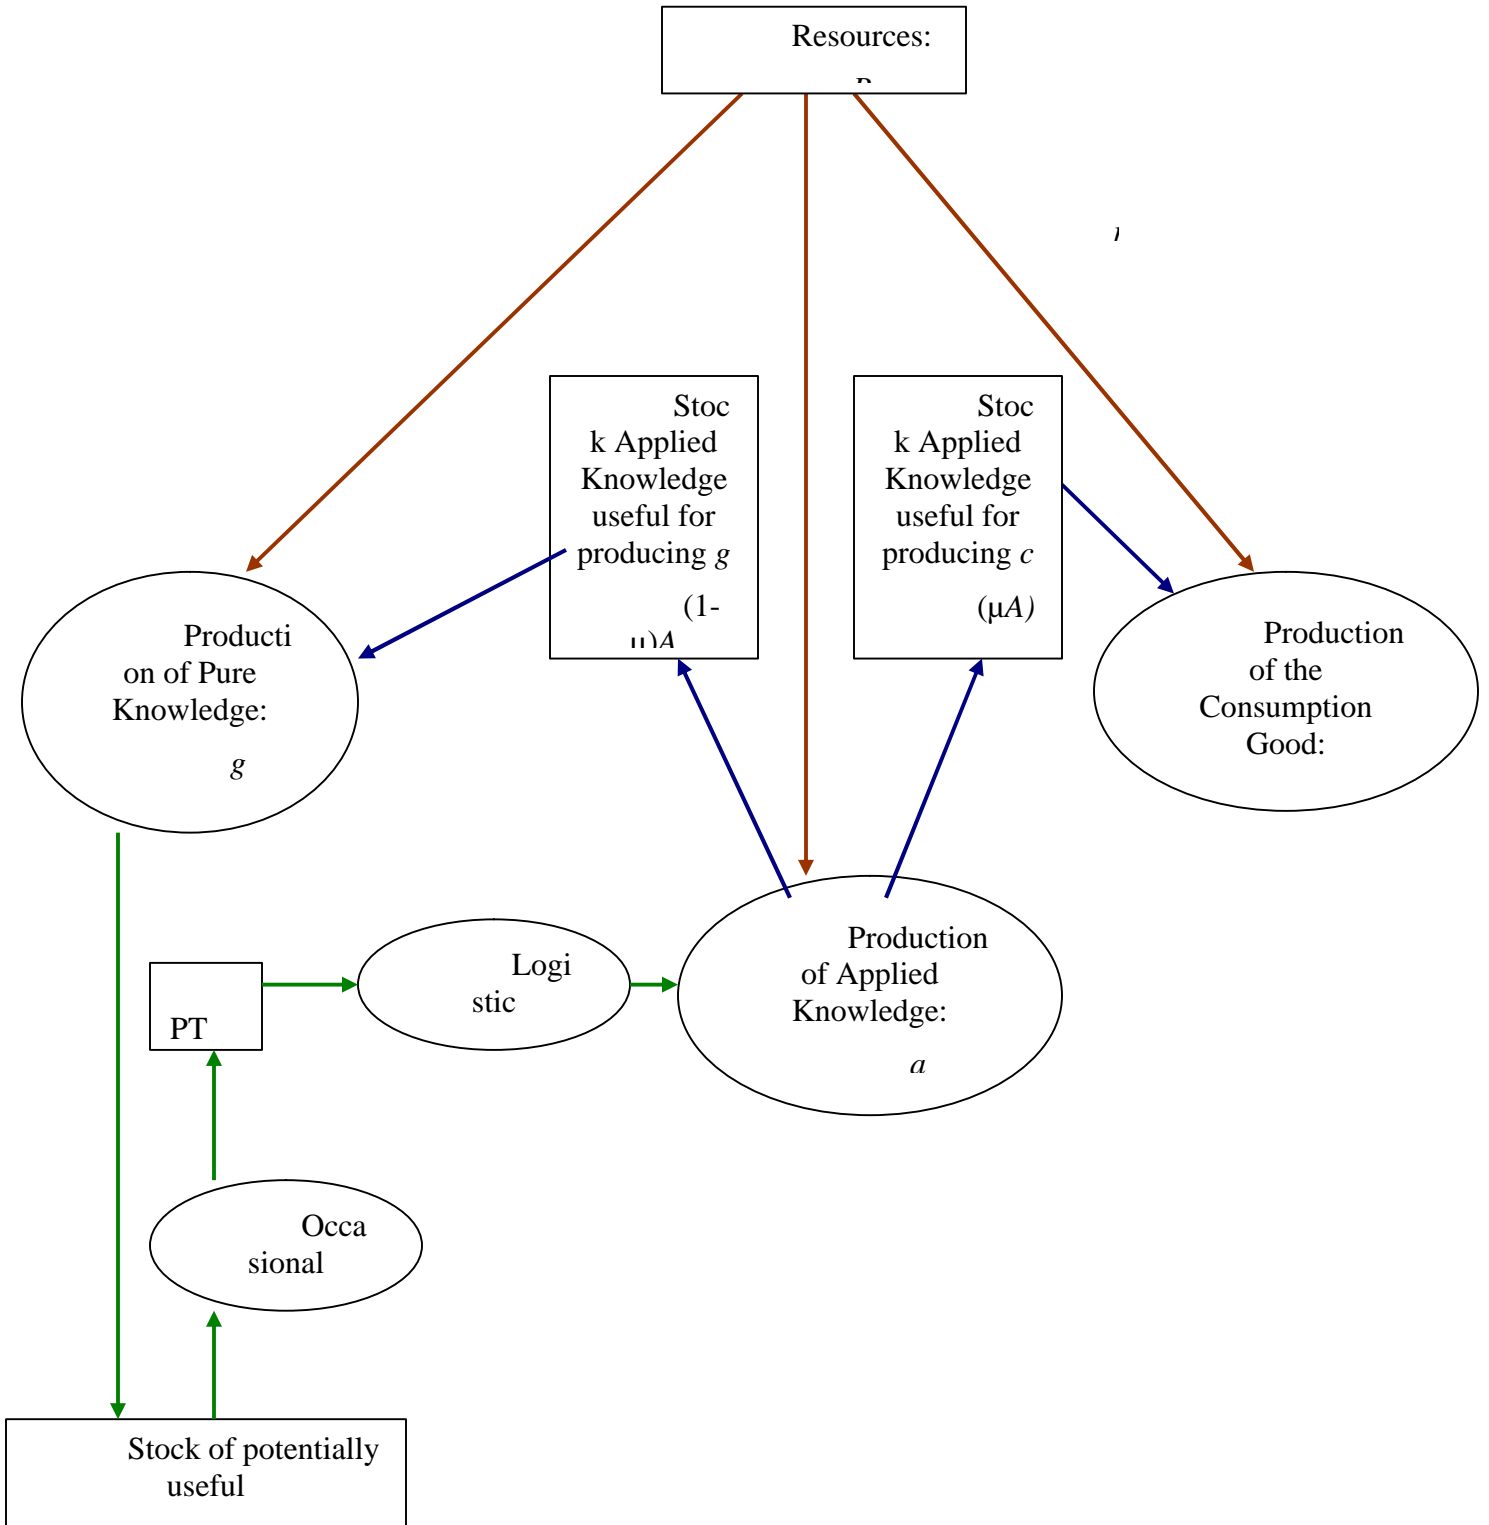 Resources:
Stoc
k Applied
Knowledge
useful for
producing g
(1-
μ)A
Stoc
k Applied
Knowledge
useful for
producing c
(μA)
Producti
on of Pure
Knowledge:
g
Production
of the
Consumption
Good:
Production
of Applied
Knowledge:
a
Logi
stic
PT
Occa
sional
Stock of potentially
useful